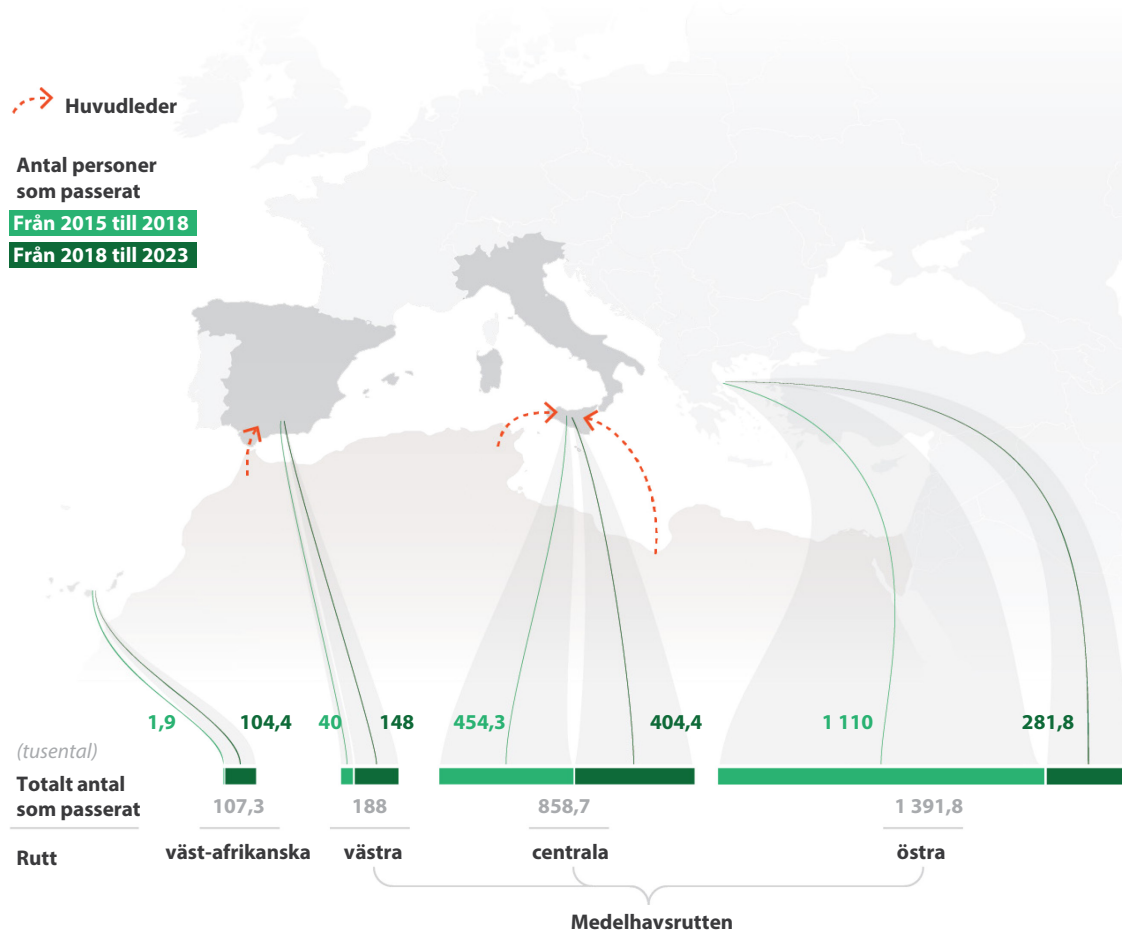 Huvudleder
Antal personer
som passerat
Från 2015 till 2018
Från 2018 till 2023
1,9
104,4
40
148
454,3
404,4
1 110
281,8
(tusental)
Totalt antal
som passerat
107,3
188
858,7
1 391,8
Rutt
väst-afrikanska
västra
centrala
östra
Medelhavsrutten